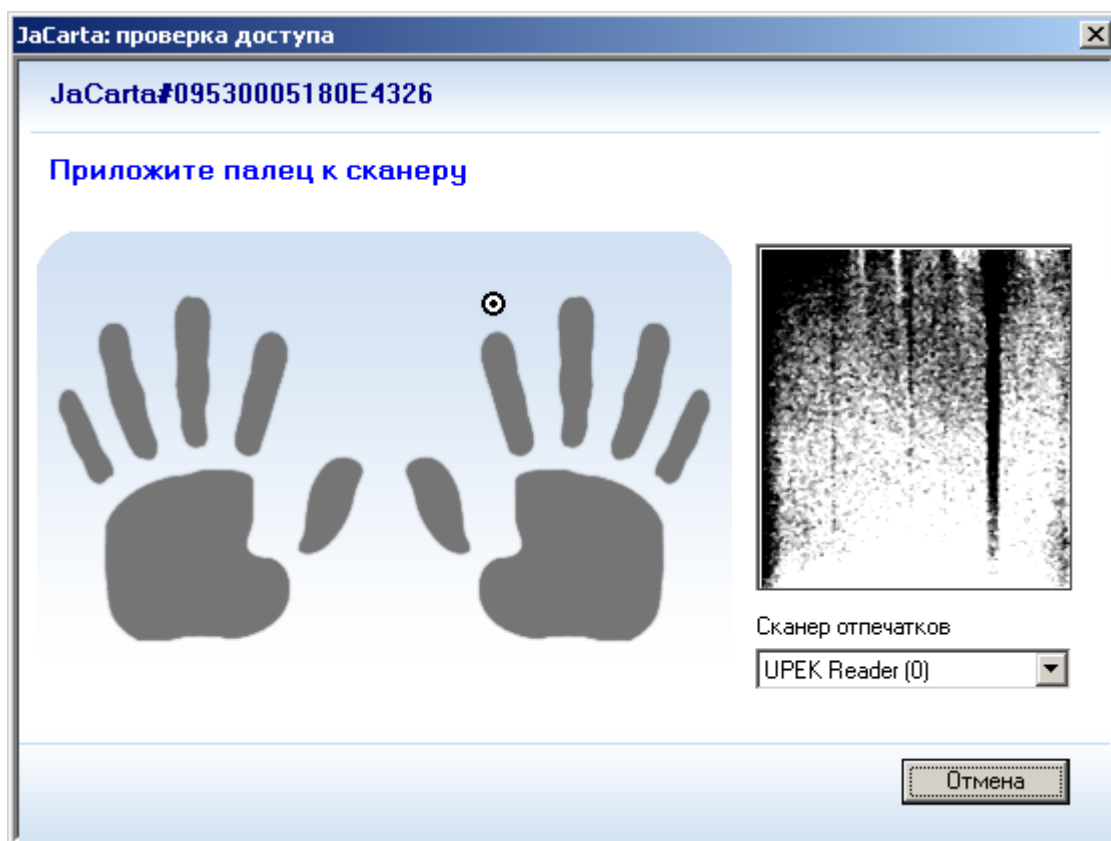 JaCarta: проверка доступа
JaCarta#09530005180E4326
Приложите палец к сканеру
Сканер отпечатков
UPEK Reader (0)
Отмена